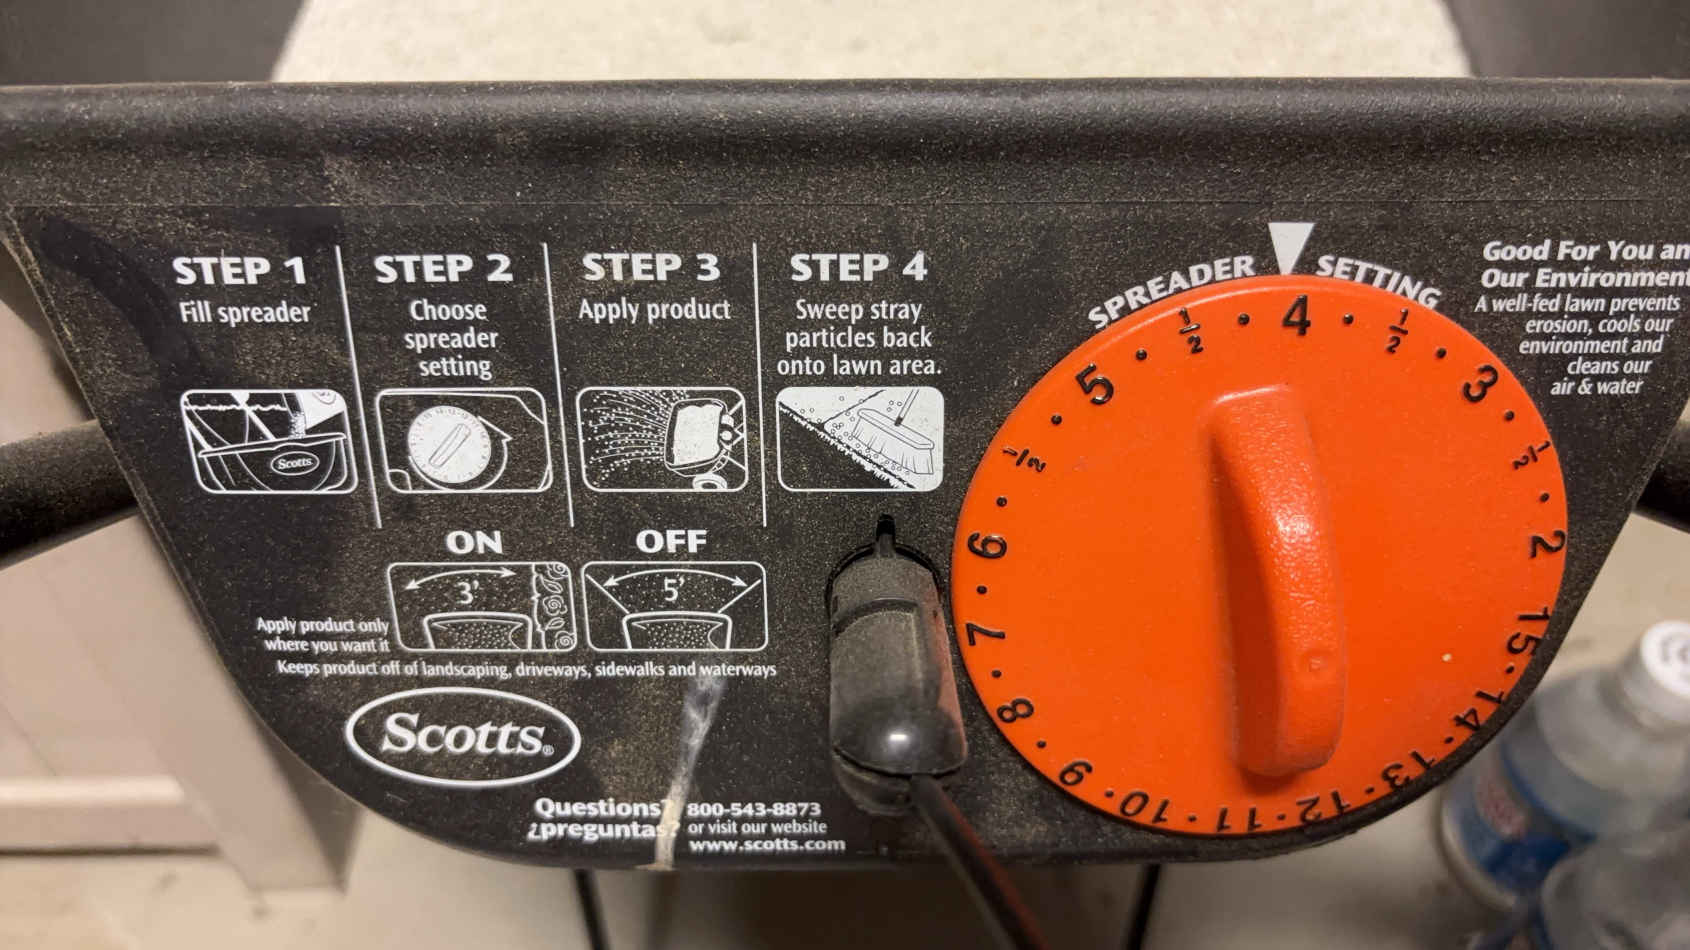 STEP 1
Fill spreader
Scotts
STEP 2
Choose
spreader
setting
STEP 3
Apply product
STEP 4
Sweep stray
particles back
onto lawn area.
ON
3'
OFF
5'
Apply product only
where you want it
Keeps product off of landscaping, driveways, sidewalks and waterways
Scotts®
Questions?
¿preguntas?
800-543-8873
or visit our website
www.scotts.com
SPREADER SETTING
2 · ½ · 3 · ½ · 4 · ½ · 5 · ½ · 6 · 7 · 8 · 9 · 10 · 11 · 12 · 13 · 14 · 15
Good For You
Our Environment
A well-fed lawn prevents
erosion, cools our
environment and
cleans our
air & water